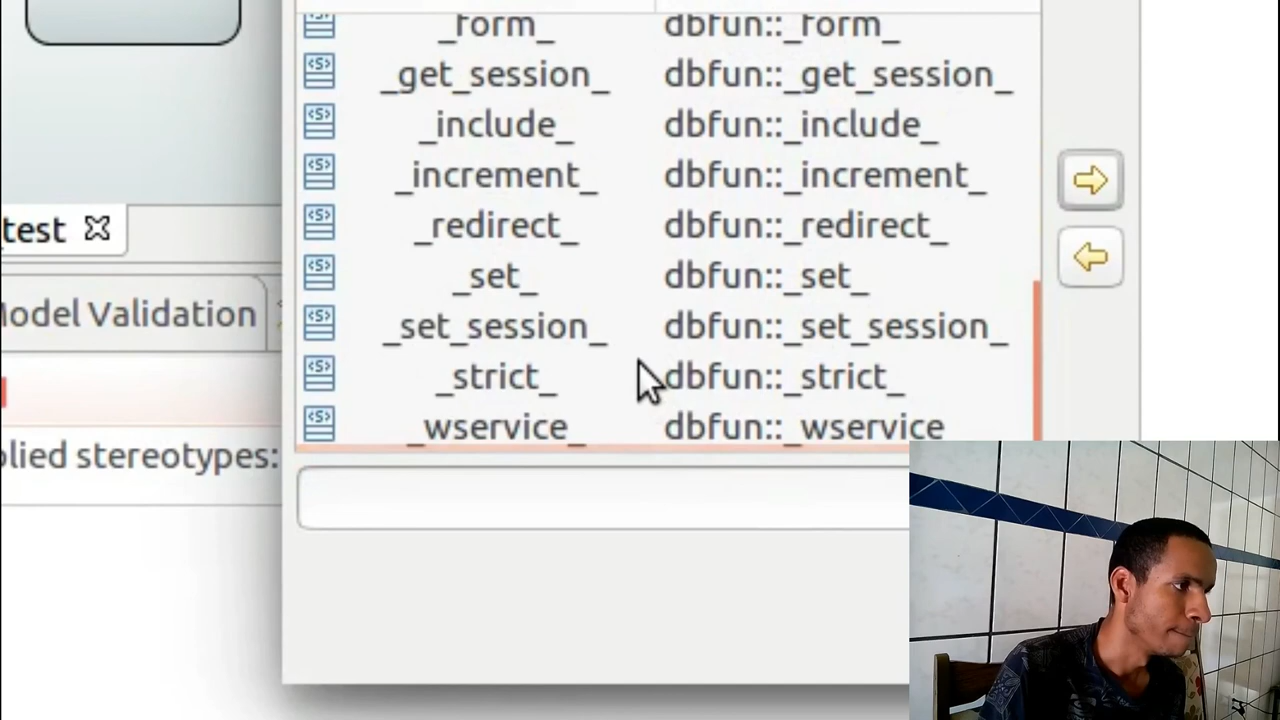 _form_ dbfun::_form_
_get_session_ dbfun::_get_session_
_include_ dbfun::_include_
_increment_ dbfun::_increment_
_redirect_ dbfun::_redirect_
_set_ dbfun::_set_
_set_session_ dbfun::_set_session_
_strict_ dbfun::_strict_
_wservice_ dbfun::_wservice
test
Model Validation
plied stereotypes: